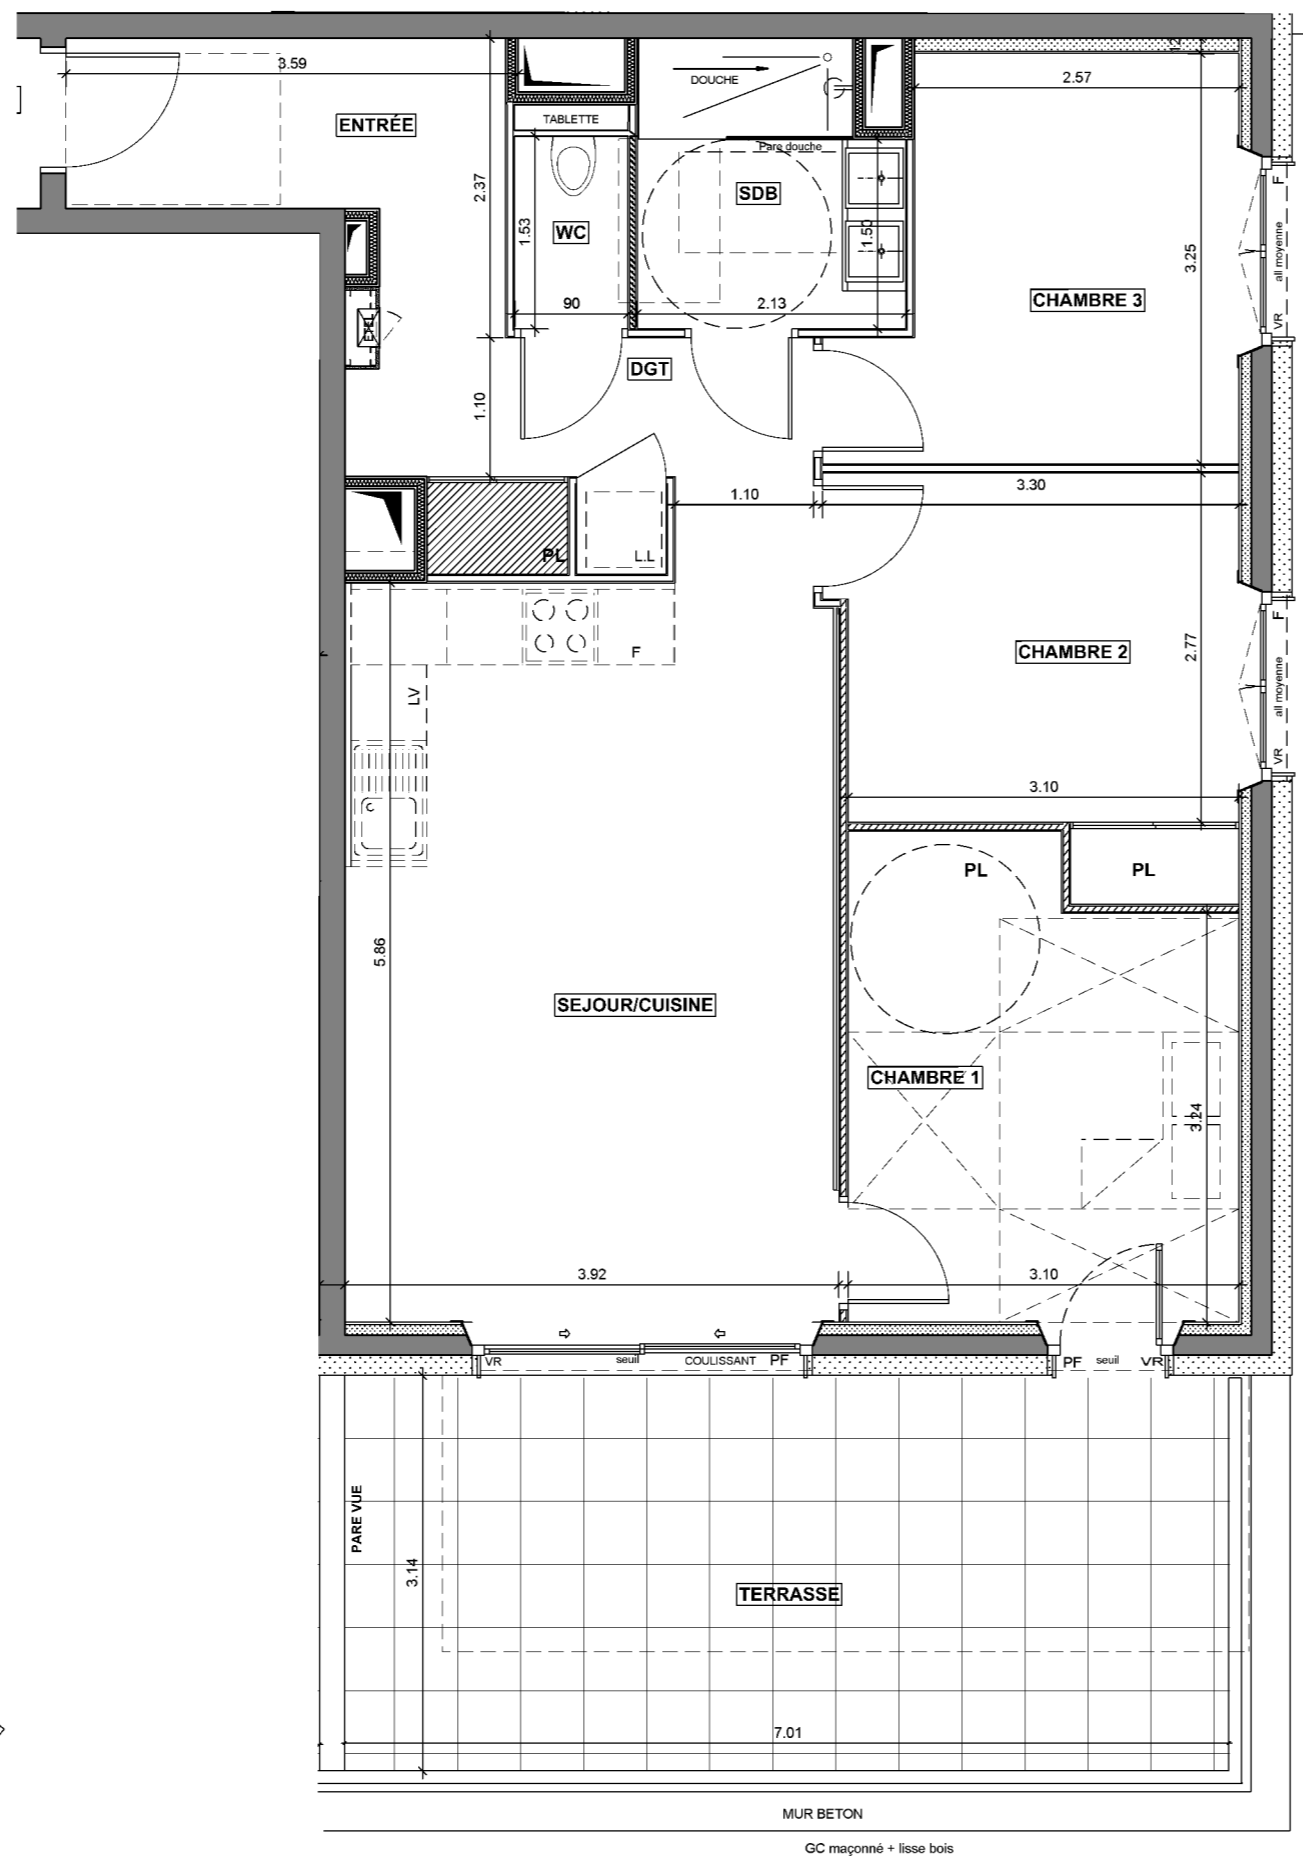 12
3.59
2.57
DOUCHE
TABLETTE
ENTRÉE
Pare douche
SDB
F
2.37
1.53
WC
1.50
3.25
all moyenne
90
2.13
CHAMBRE 3
VR
ETEL
DGT
1.10
1.10
3.30
PL
L.L
F
F
CHAMBRE 2
2.77
all moyenne
LV
VR
3.10
PL
PL
5.86
SEJOUR/CUISINE
CHAMBRE 1
3.24
3.92
3.10
VR
seuil
COULISSANT
PF
PF
seuil
VR
PARE VUE
3.14
TERRASSE
7.01
MUR BETON
GC maçonné + lisse bois